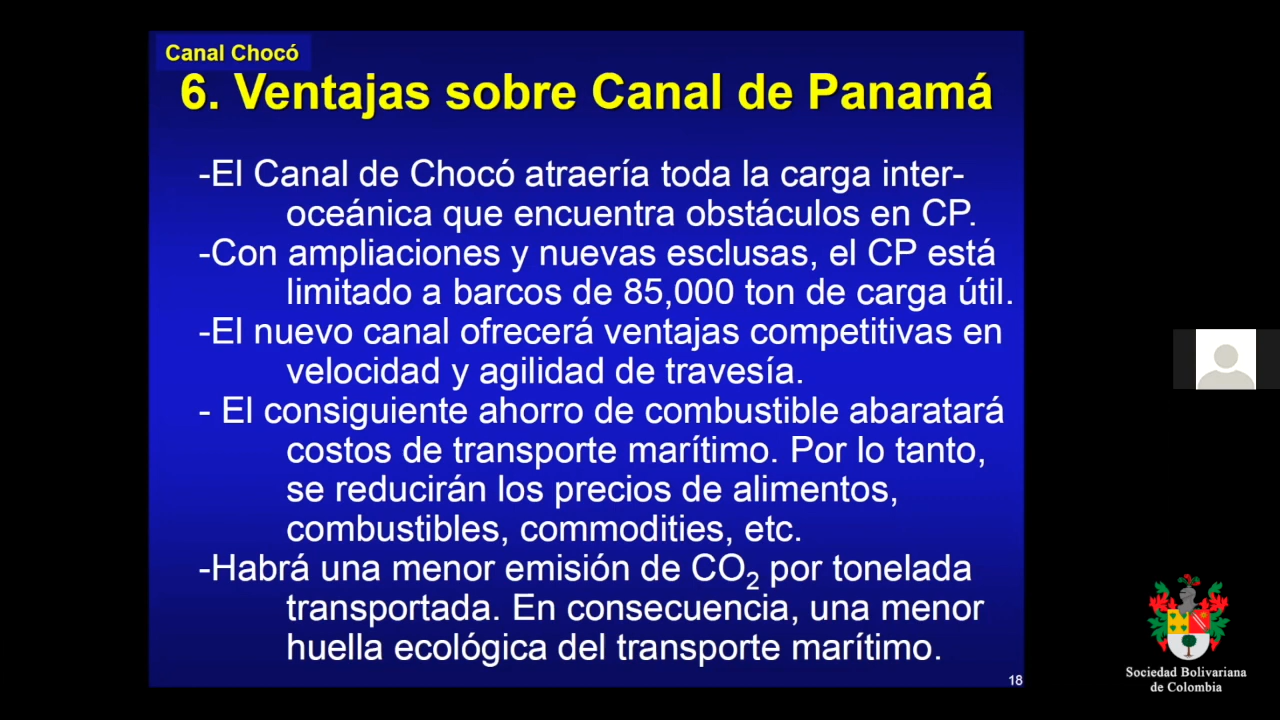 Canal Chocó
6. Ventajas sobre Canal de Panamá
-El Canal de Chocó atraería toda la carga inter-
oceánica que encuentra obstáculos en CP.
-Con ampliaciones y nuevas esclusas, el CP está
limitado a barcos de 85,000 ton de carga útil.
-El nuevo canal ofrecerá ventajas competitivas en
velocidad y agilidad de travesía.
- El consiguiente ahorro de combustible abaratará
costos de transporte marítimo. Por lo tanto,
se reducirán los precios de alimentos,
combustibles, commodities, etc.
-Habrá una menor emisión de CO₂ por tonelada
transportada. En consecuencia, una menor
huella ecológica del transporte marítimo.
18
Sociedad Bolivariana
de Colombia